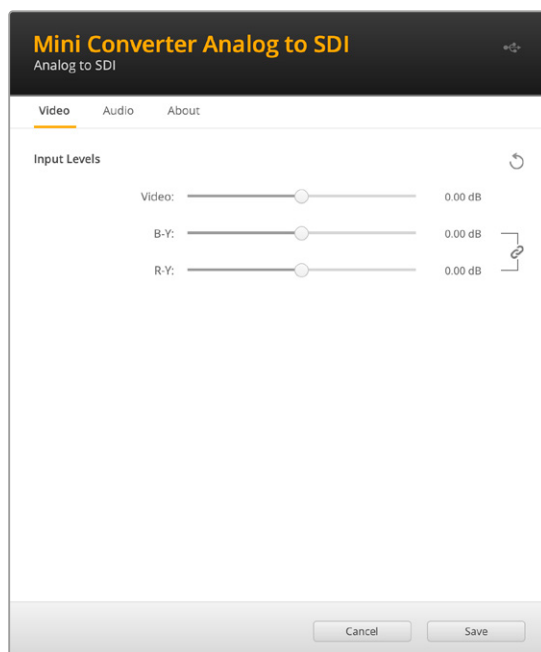 Mini Converter Analog to SDI
Analog to SDI
Video Audio About
Input Levels
Video: 0.00 dB
B-Y: 0.00 dB
R-Y: 0.00 dB
Cancel Save